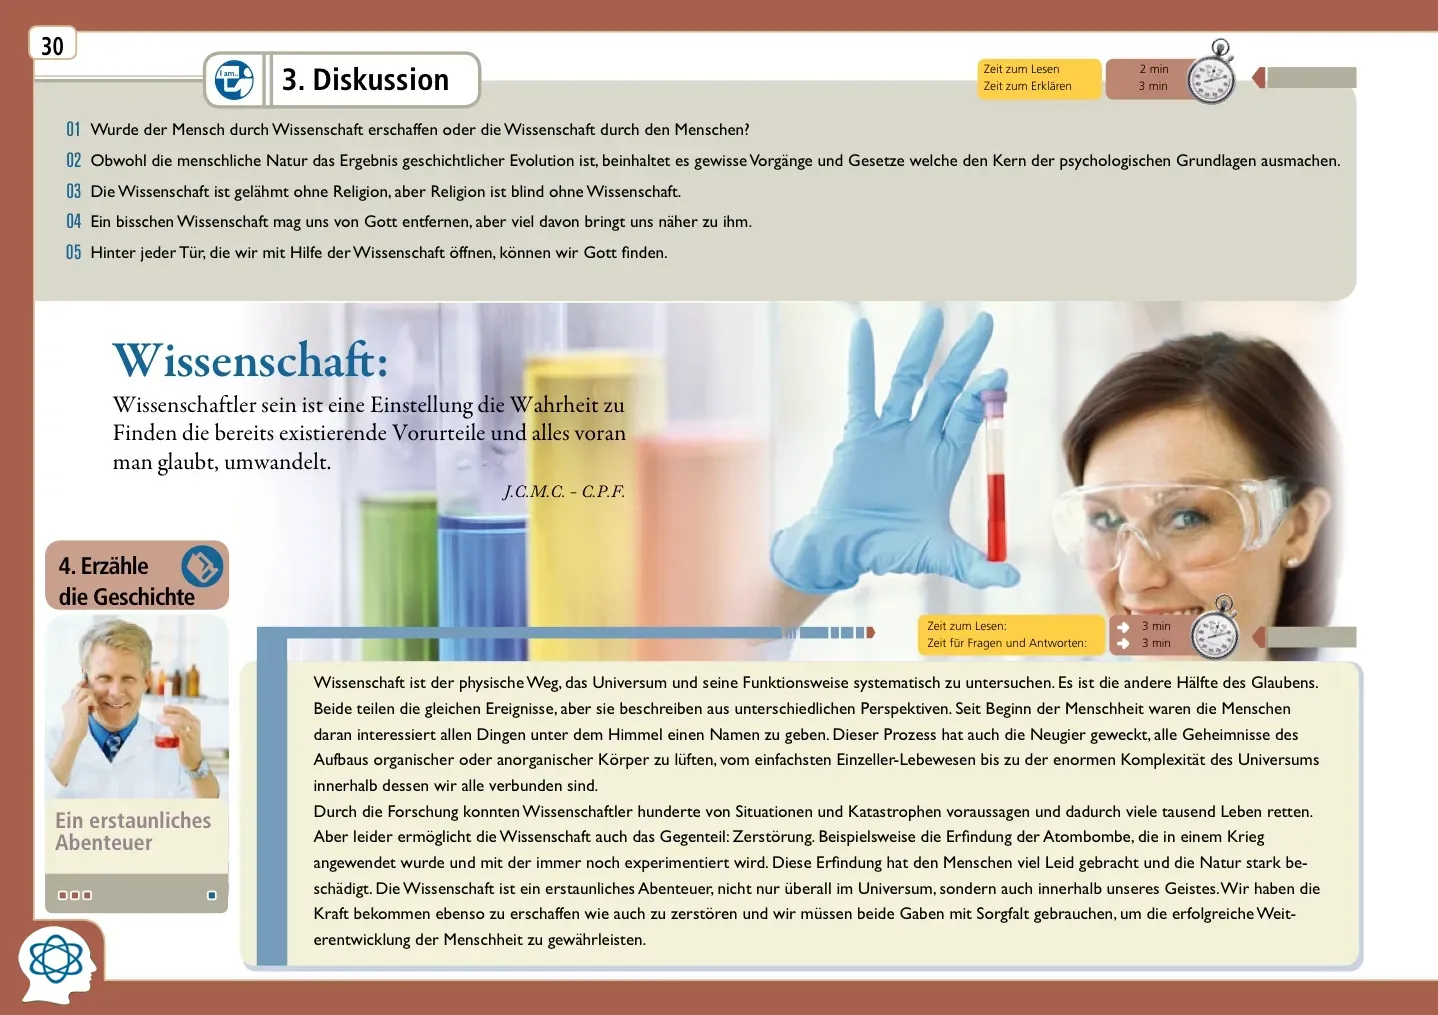 30
I am...
3. Diskussion
Zeit zum Lesen 2 min
Zeit zum Erklären 3 min
01 Wurde der Mensch durch Wissenschaft erschaffen oder die Wissenschaft durch den Menschen?
02 Obwohl die menschliche Natur das Ergebnis geschichtlicher Evolution ist, beinhaltet es gewisse Vorgänge und Gesetze welche den Kern der psychologischen Grundlagen ausmachen.
03 Die Wissenschaft ist gelähmt ohne Religion, aber Religion ist blind ohne Wissenschaft.
04 Ein bisschen Wissenschaft mag uns von Gott entfernen, aber viel davon bringt uns näher zu ihm.
05 Hinter jeder Tür, die wir mit Hilfe der Wissenschaft öffnen, können wir Gott finden.
Wissenschaft:
Wissenschaftler sein ist eine Einstellung die Wahrheit zu
Finden die bereits existierende Vorurteile und alles voran
man glaubt, umwandelt.
J.C.M.C. – C.P.F.
4. Erzähle
die Geschichte
Zeit zum Lesen: 3 min
Zeit für Fragen und Antworten: 3 min
Ein erstaunliches
Abenteuer
Wissenschaft ist der physische Weg, das Universum und seine Funktionsweise systematisch zu untersuchen. Es ist die andere Hälfte des Glaubens.
Beide teilen die gleichen Ereignisse, aber sie beschreiben aus unterschiedlichen Perspektiven. Seit Beginn der Menschheit waren die Menschen
daran interessiert allen Dingen unter dem Himmel einen Namen zu geben. Dieser Prozess hat auch die Neugier geweckt, alle Geheimnisse des
Aufbaus organischer oder anorganischer Körper zu lüften, vom einfachsten Einzeller-Lebewesen bis zu der enormen Komplexität des Universums
innerhalb dessen wir alle verbunden sind.
Durch die Forschung konnten Wissenschaftler hunderte von Situationen und Katastrophen voraussagen und dadurch viele tausend Leben retten.
Aber leider ermöglicht die Wissenschaft auch das Gegenteil: Zerstörung. Beispielsweise die Erfindung der Atombombe, die in einem Krieg
angewendet wurde und mit der immer noch experimentiert wird. Diese Erfindung hat den Menschen viel Leid gebracht und die Natur stark be-
schädigt. Die Wissenschaft ist ein erstaunliches Abenteuer, nicht nur überall im Universum, sondern auch innerhalb unseres Geistes. Wir haben die
Kraft bekommen ebenso zu erschaffen wie auch zu zerstören und wir müssen beide Gaben mit Sorgfalt gebrauchen, um die erfolgreiche Weit-
erentwicklung der Menschheit zu gewährleisten.